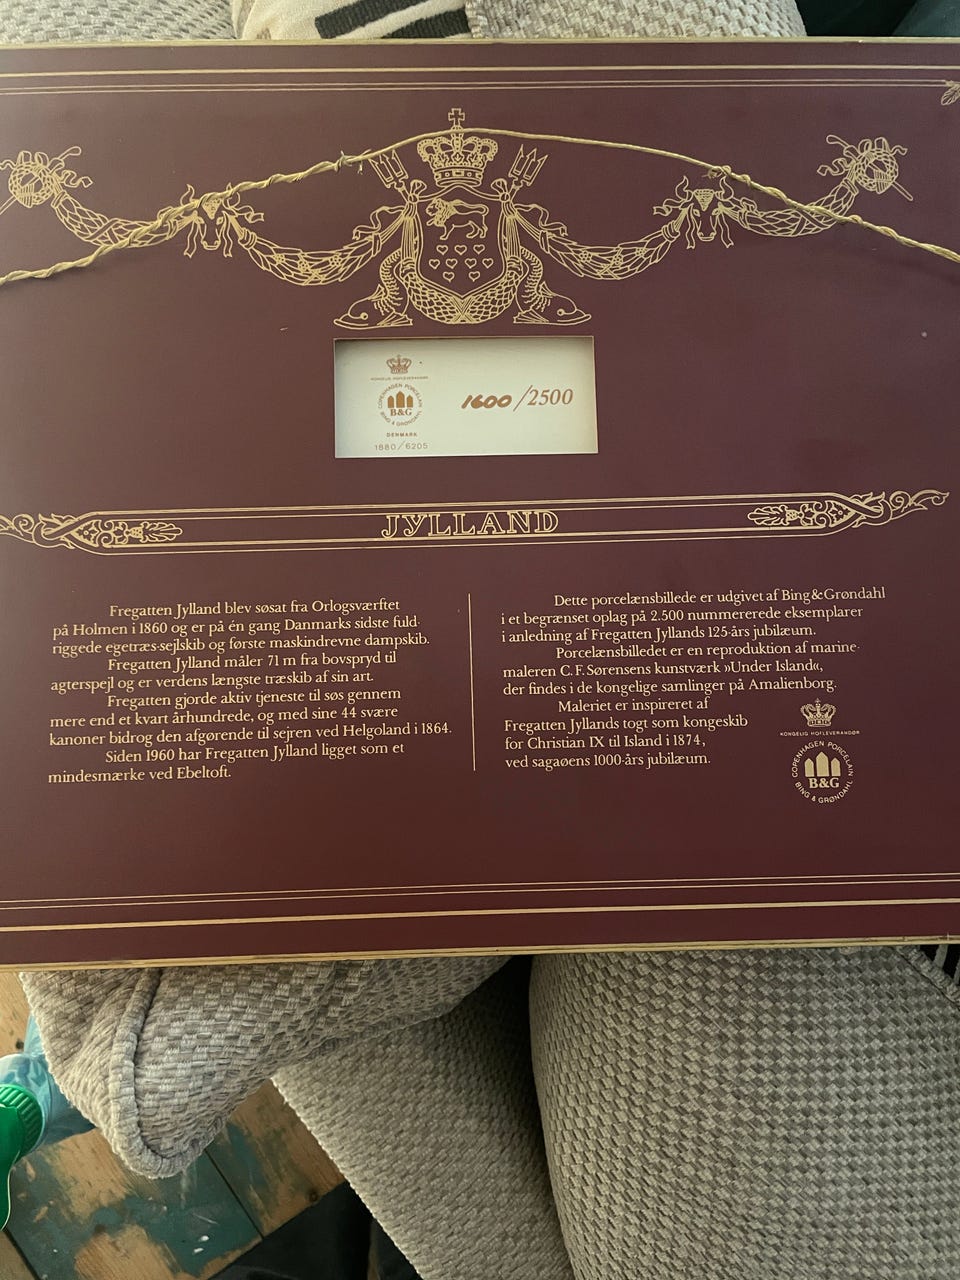 KONGELIG HOFLEVERANDØR
COPENHAGEN PORCELAIN
B&G
BING & GRØNDAHL
DENMARK
1880/6205
1600/2500
JYLLAND
Fregatten Jylland blev søsat fra Orlogsværftet
på Holmen i 1860 og er på én gang Danmarks sidste fuld-
riggede egetræs-sejlskib og første maskindrevne dampskib.
Fregatten Jylland måler 71 m fra bovspryd til
agterspejl og er verdens længste træskib af sin art.
Fregatten gjorde aktiv tjeneste til søs gennem
mere end et kvart århundrede, og med sine 44 svære
kanoner bidrog den afgørende til sejren ved Helgoland i 1864.
Siden 1960 har Fregatten Jylland ligget som et
mindesmærke ved Ebeltoft.
Dette porcelænsbillede er udgivet af Bing & Grøndahl
i et begrænset oplag på 2.500 nummererede eksemplarer
i anledning af Fregatten Jyllands 125-års jubilæum.
Porcelænsbilledet er en reproduktion af marine-
maleren C. F. Sørensens kunstværk »Under Island«,
der findes i de kongelige samlinger på Amalienborg.
Maleriet er inspireret af
Fregatten Jyllands togt som kongeskib
for Christian IX til Island i 1874,
ved sagaøens 1000-års jubilæum.
KONGELIG HOFLEVERANDØR
COPENHAGEN PORCELAIN
B&G
BING & GRØNDAHL